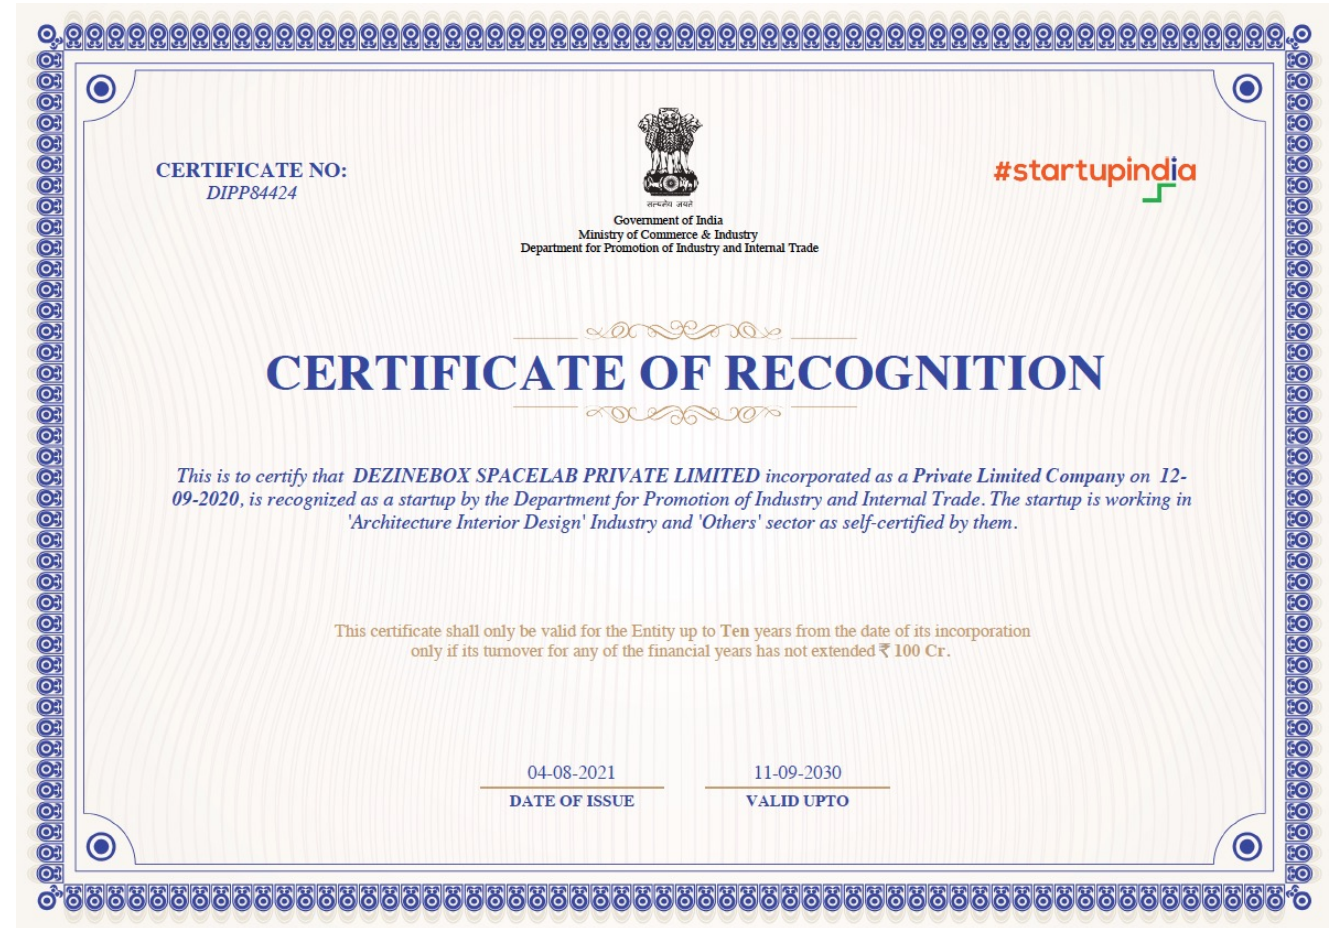 CERTIFICATE NO:
DIPP84424
सत्यमेव जयते
Government of India
Ministry of Commerce & Industry
Department for Promotion of Industry and Internal Trade
#startupindia
CERTIFICATE OF RECOGNITION
This is to certify that DEZINEBOX SPACELAB PRIVATE LIMITED incorporated as a Private Limited Company on 12-
09-2020, is recognized as a startup by the Department for Promotion of Industry and Internal Trade. The startup is working in
'Architecture Interior Design' Industry and 'Others' sector as self-certified by them.
This certificate shall only be valid for the Entity up to Ten years from the date of its incorporation
only if its turnover for any of the financial years has not extended ₹ 100 Cr.
04-08-2021
DATE OF ISSUE
11-09-2030
VALID UPTO